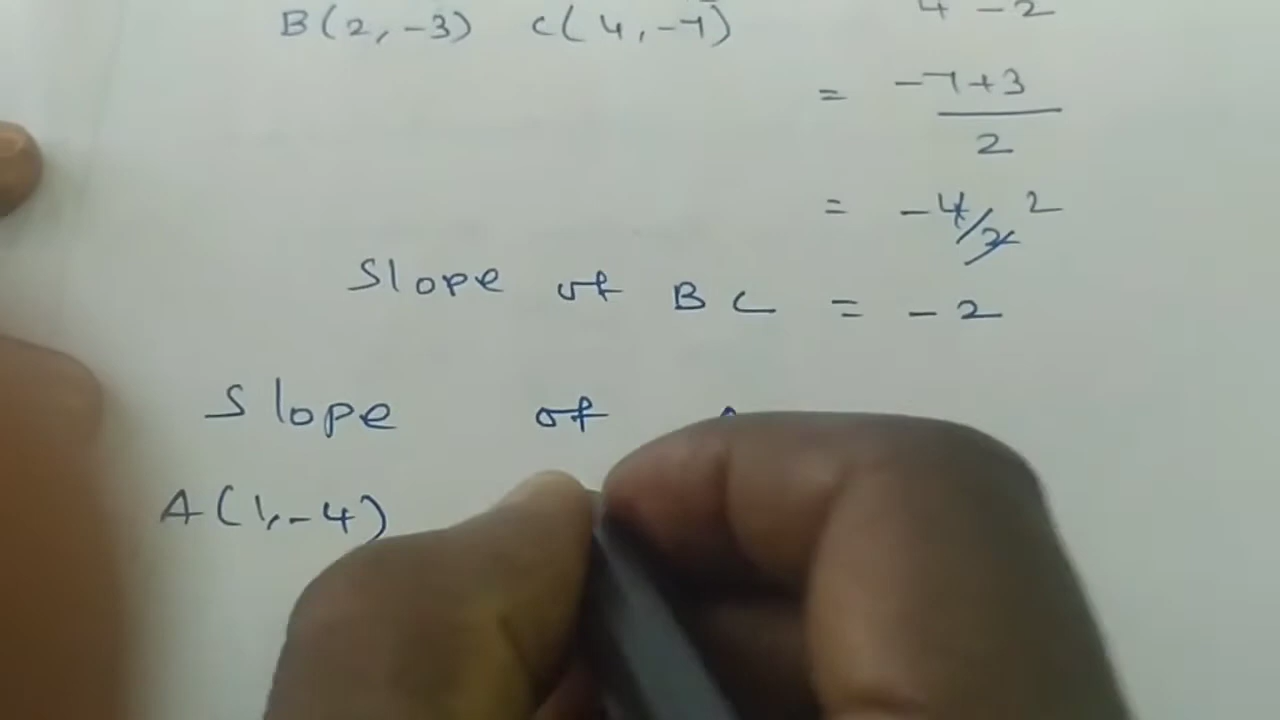 4 - 2
B(2, -3) C(4, -7)
= -7+3
2
= -4/2 2
Slope of BC = -2
Slope of
A(1, -4)